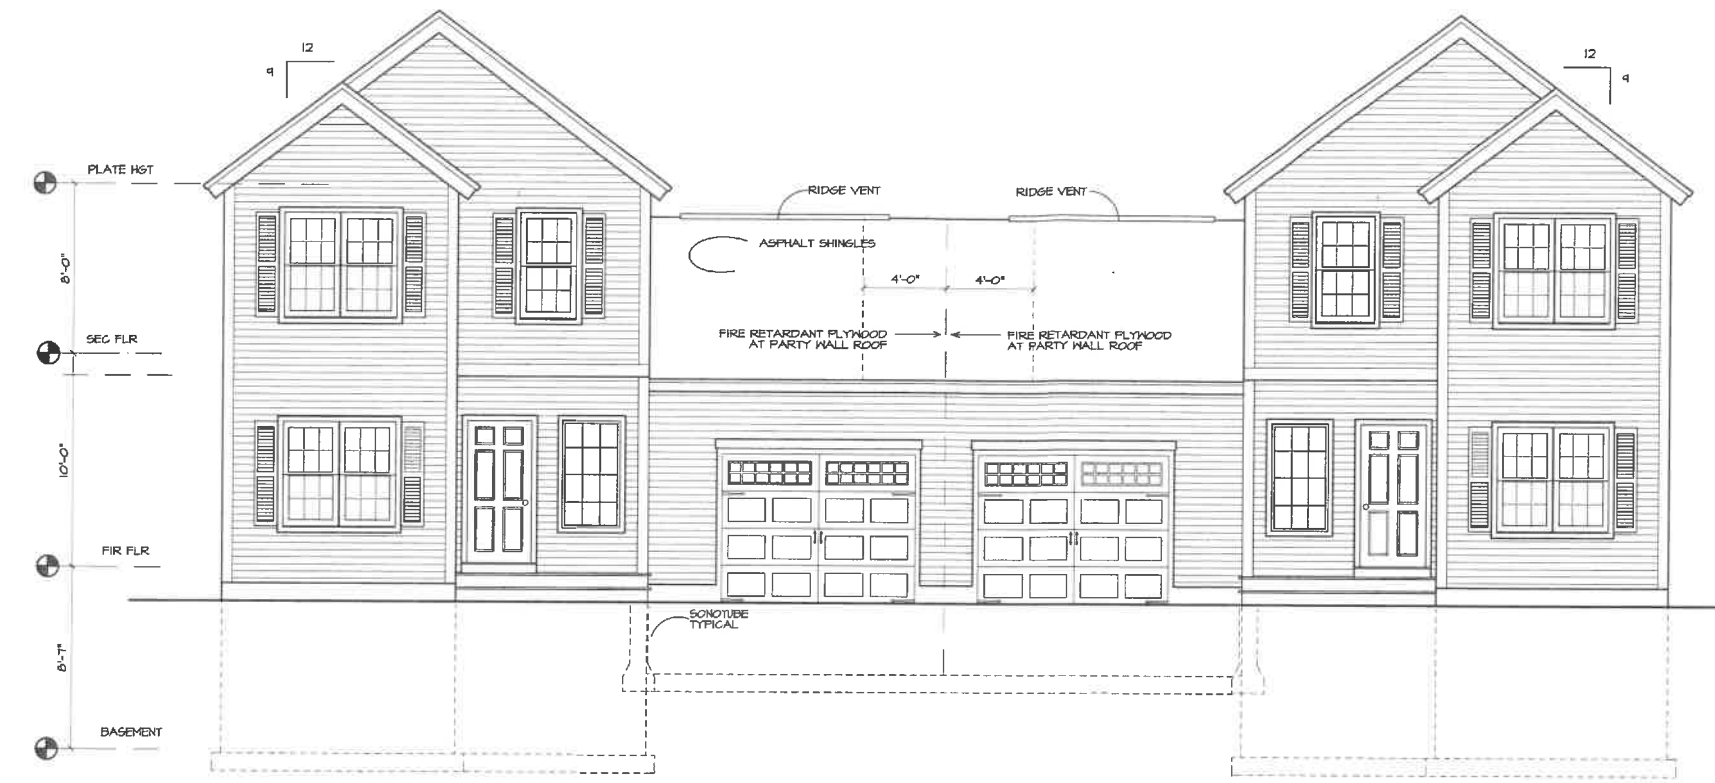 12
9
12
9
PLATE HGT
RIDGE VENT
RIDGE VENT
ASPHALT SHINGLES
8'-0"
4'-0"
4'-0"
SEC FLR
FIRE RETARDANT PLYWOOD
AT PARTY WALL ROOF
FIRE RETARDANT PLYWOOD
AT PARTY WALL ROOF
10'-0"
FIR FLR
SONOTUBE
TYPICAL
8'-7"
BASEMENT